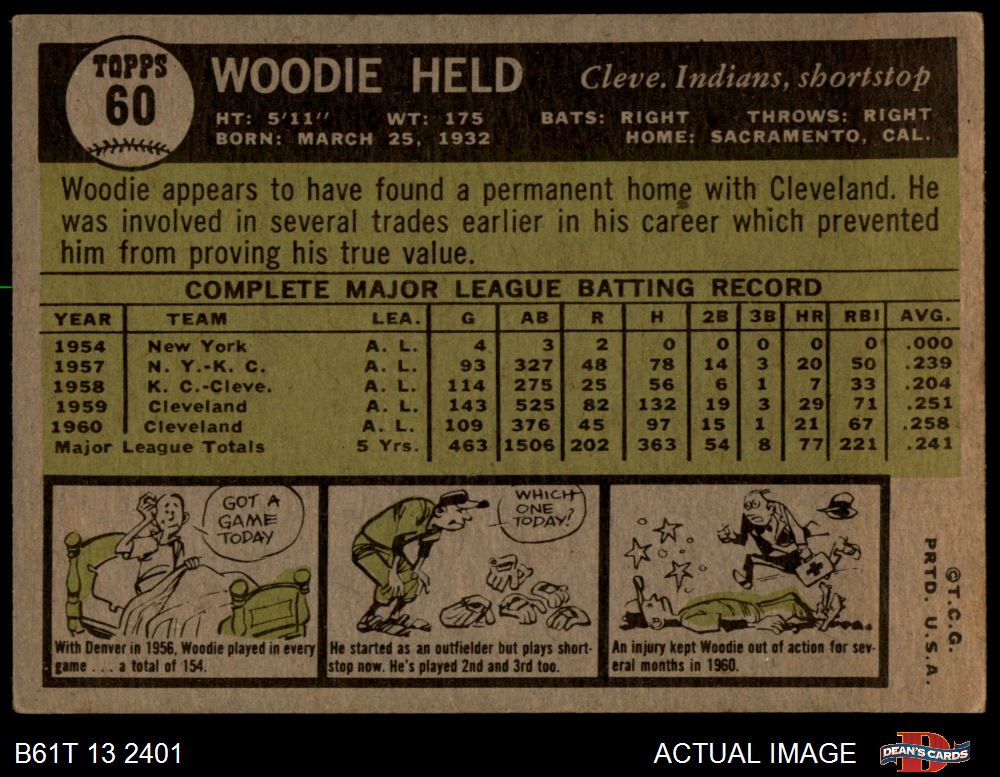 TOPPS
60
WOODIE HELD
Cleve. Indians, shortstop
HT: 5'11" WT: 175 BATS: RIGHT THROWS: RIGHT
BORN: MARCH 25, 1932 HOME: SACRAMENTO, CAL.
Woodie appears to have found a permanent home with Cleveland. He
was involved in several trades earlier in his career which prevented
him from proving his true value.
COMPLETE MAJOR LEAGUE BATTING RECORD
YEAR TEAM LEA. G AB R H 2B 3B HR RBI AVG.
1954 New York A. L. 4 3 2 0 0 0 0 0 .000
1957 N. Y.-K. C. A. L. 93 327 48 78 14 3 20 50 .239
1958 K. C.-Cleve. A. L. 114 275 25 56 6 1 7 33 .204
1959 Cleveland A. L. 143 525 82 132 19 3 29 71 .251
1960 Cleveland A. L. 109 376 45 97 15 1 21 67 .258
Major League Totals 5 Yrs. 463 1506 202 363 54 8 77 221 .241
GOT A
GAME
TODAY
With Denver in 1956, Woodie played in every
game . . . a total of 154.
WHICH
ONE
TODAY?
He started as an outfielder but plays short-
stop now. He's played 2nd and 3rd too.
An injury kept Woodie out of action for sev-
eral months in 1960.
©T.C.G.
PRTD. U.S.A.
B61T 13 2401
ACTUAL IMAGE
D
DEAN'S CARDS